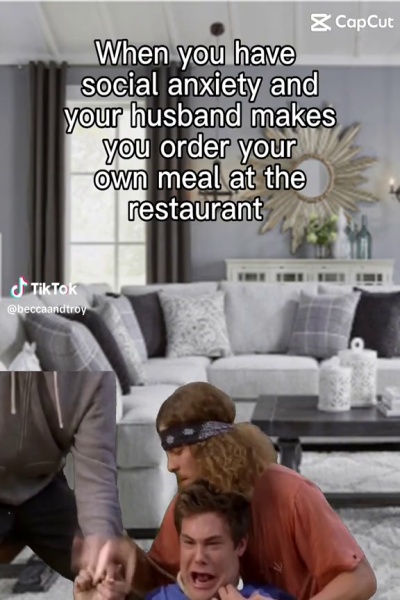 CapCut
When you have
social anxiety and
your husband makes
you order your
own meal at the
restaurant
TikTok
@beccaandtroy